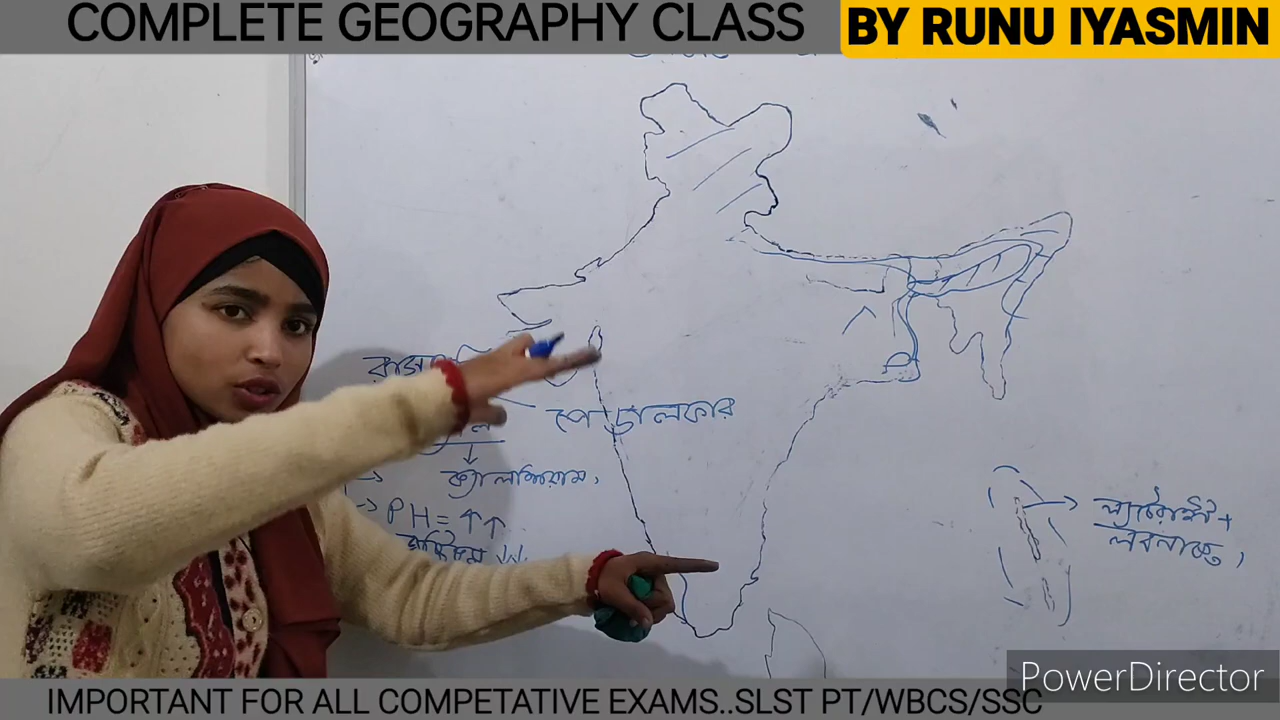 COMPLETE GEOGRAPHY CLASS
BY RUNU IYASMIN
পেডালফার
ক্যালশিয়াম,
→ PH = ↑↑
ল্যাটেরাইট +
লবনাক্ত,
PowerDirector
IMPORTANT FOR ALL COMPETATIVE EXAMS..SLST PT/WBCS/SSC